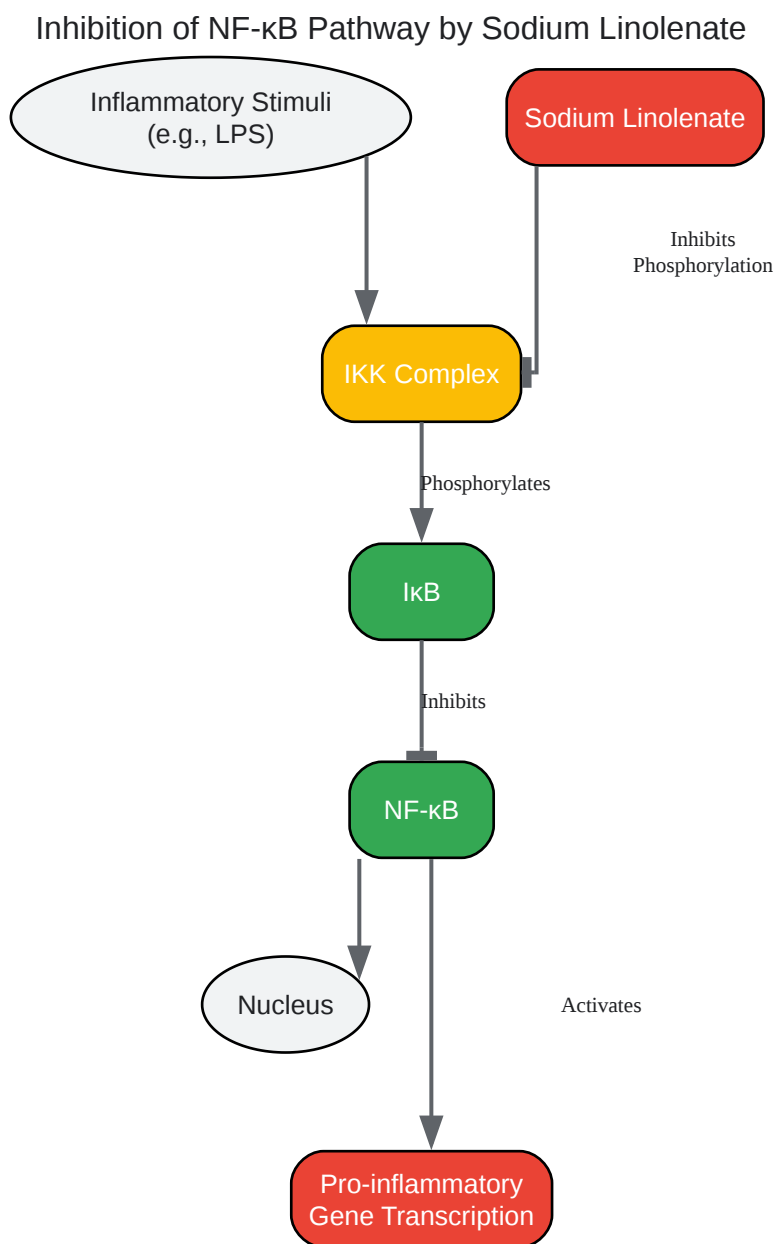 Inhibition of NF-κB Pathway by Sodium Linolenate
Inflammatory Stimuli
(e.g., LPS)
Sodium Linolenate
Inhibits
Phosphorylation
IKK Complex
Phosphorylates
IκB
Inhibits
NF-κB
Nucleus
Activates
Pro-inflammatory
Gene Transcription